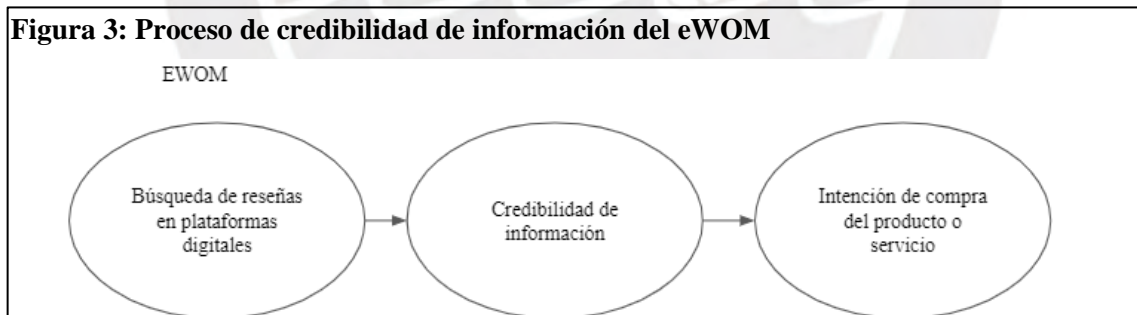 Figura 3: Proceso de credibilidad de información del eWOM
EWOM
Búsqueda de reseñas
en plataformas
digitales
Credibilidad de
información
Intención de compra
del producto o
servicio